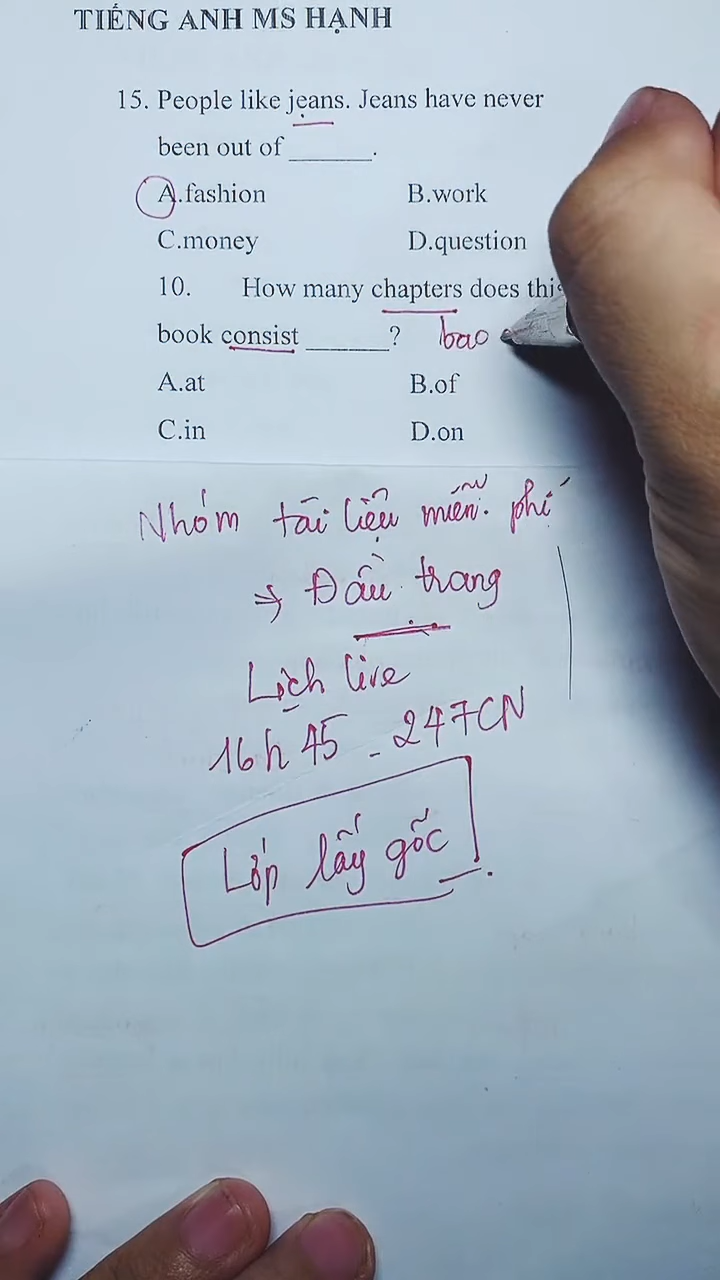 TIẾNG ANH MS HẠNH
15. People like jeans. Jeans have never
been out of ______.
A.fashion B.work
C.money D.question
10. How many chapters does this
book consist ______? bao
A.at B.of
C.in D.on
Nhóm tài liệu miễn phí
=> Đầu trang
Lịch live
16h45 - 247CN
Lớp lấy gốc